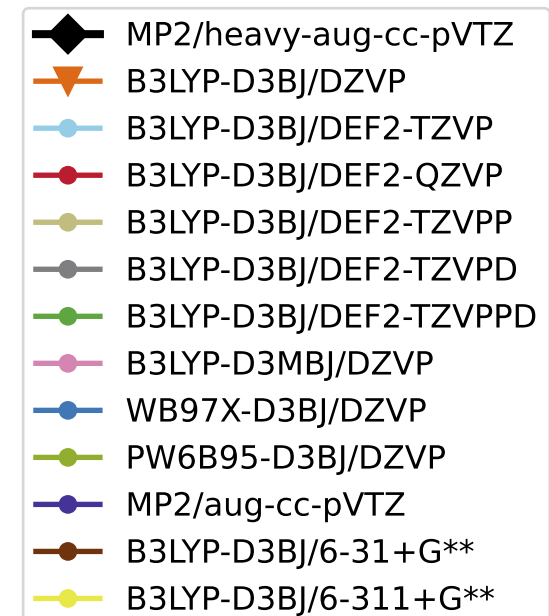 MP2/heavy-aug-cc-pVTZ
B3LYP-D3BJ/DZVP
B3LYP-D3BJ/DEF2-TZVP
B3LYP-D3BJ/DEF2-QZVP
B3LYP-D3BJ/DEF2-TZVPP
B3LYP-D3BJ/DEF2-TZVPD
B3LYP-D3BJ/DEF2-TZVPPD
B3LYP-D3MBJ/DZVP
WB97X-D3BJ/DZVP
PW6B95-D3BJ/DZVP
MP2/aug-cc-pVTZ
B3LYP-D3BJ/6-31+G**
B3LYP-D3BJ/6-311+G**